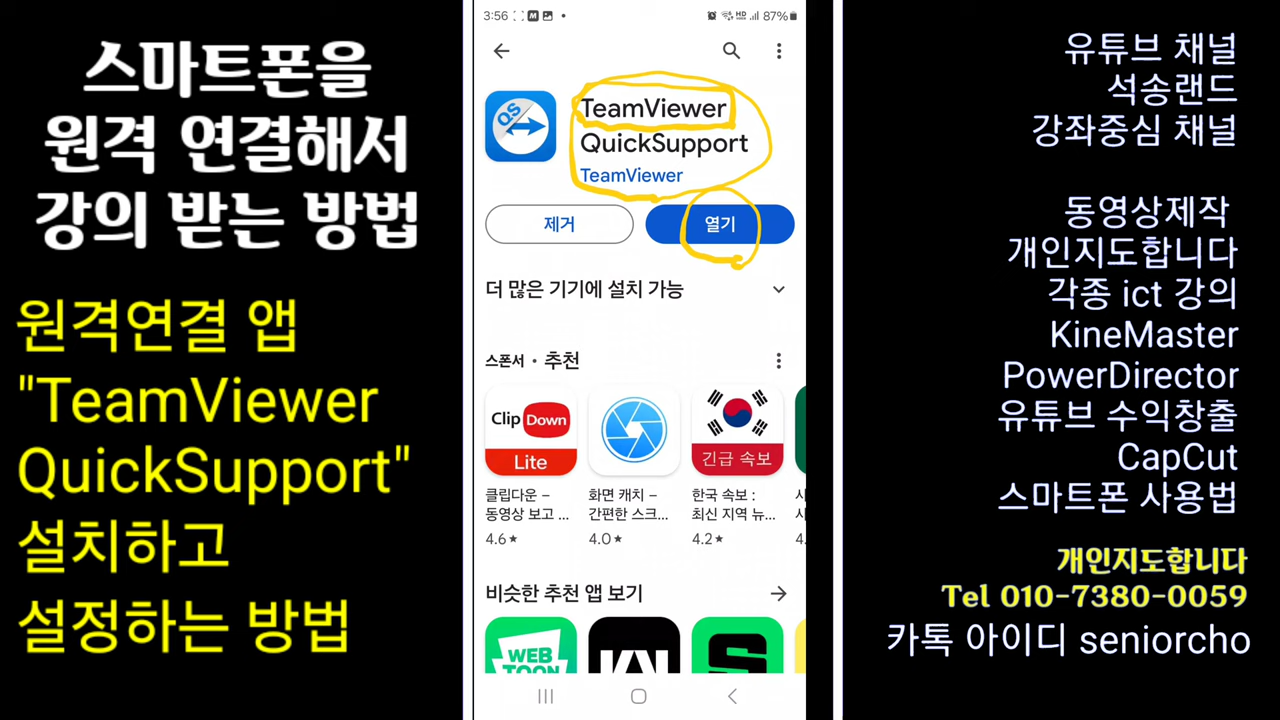 스마트폰을
원격 연결해서
강의 받는 방법
원격연결 앱
"TeamViewer
QuickSupport"
설치하고
설정하는 방법
3:56
87%
QS
TeamViewer
QuickSupport
TeamViewer
제거
열기
더 많은 기기에 설치 가능
스폰서 • 추천
Clip Down
Lite
긴급 속보
클립다운 –
동영상 보고 ...
4.6★
화면 캐치 –
간편한 스크...
4.0★
한국 속보 :
최신 지역 뉴...
4.2★
비슷한 추천 앱 보기
WEB
TOON
유튜브 채널
석송랜드
강좌중심 채널
동영상제작
개인지도합니다
각종 ict 강의
KineMaster
PowerDirector
유튜브 수익창출
CapCut
스마트폰 사용법
개인지도합니다
Tel 010-7380-0059
카톡 아이디 seniorcho